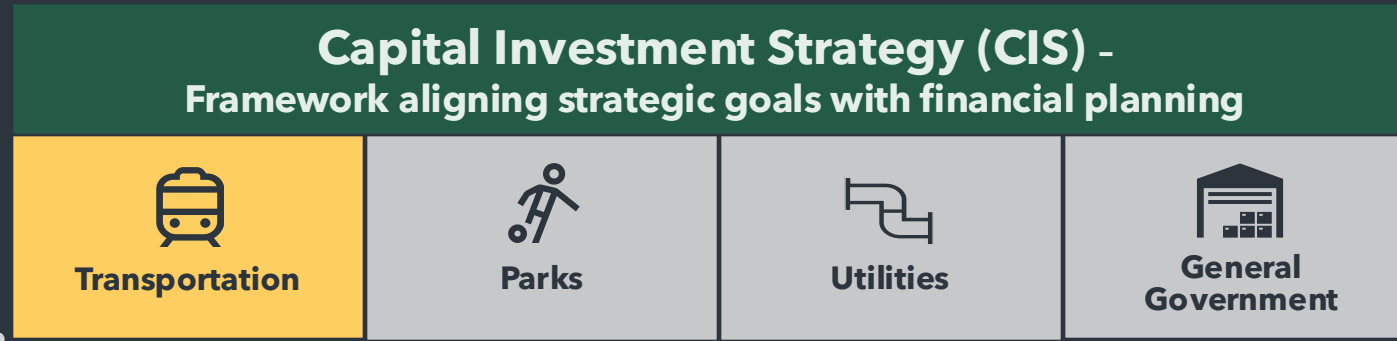 Capital Investment Strategy (CIS) –
Framework aligning strategic goals with financial planning
Transportation
Parks
Utilities
General
Government